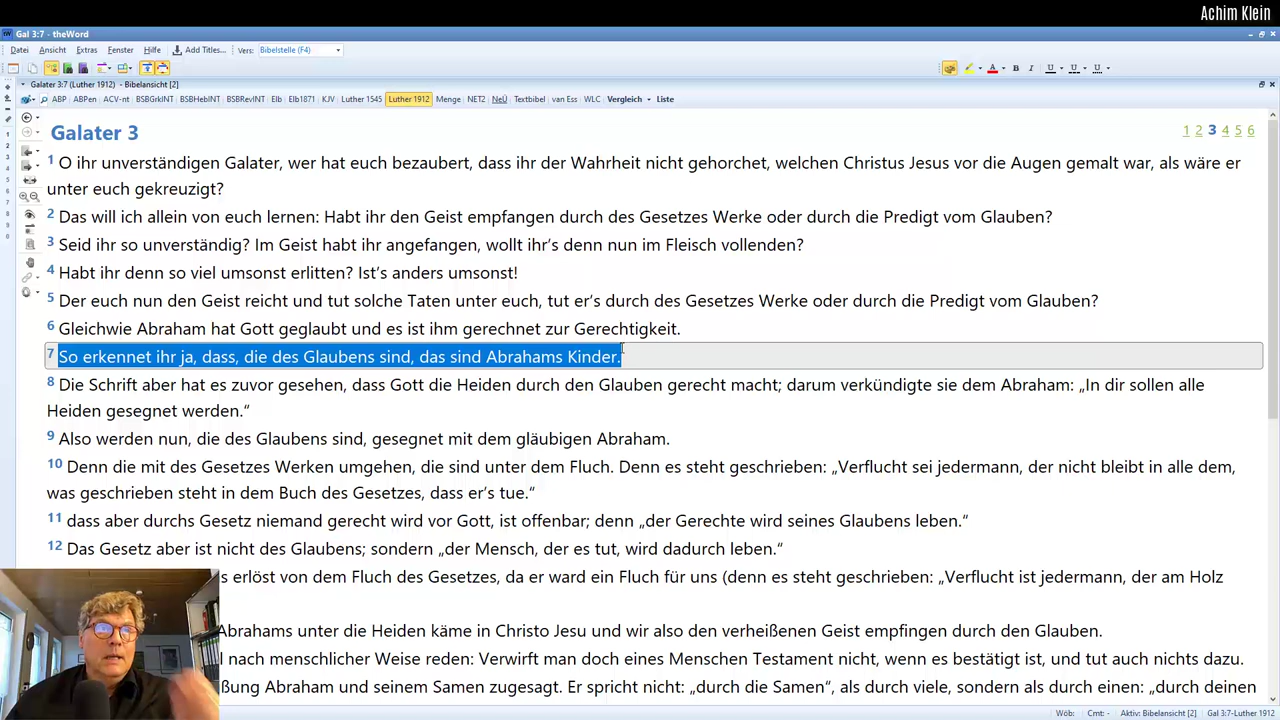 Achim Klein
Gal 3:7 - theWord
Datei Ansicht Extras Fenster Hilfe Add Titles... Vers: Bibelstelle (F4)
Galater 3:7 (Luther 1912) - Bibelansicht [2]
ABP ABPen ACV-nt BSBGrkINT BSBHebINT BSBRevINT Elb Elb1871 KJV Luther 1545 Luther 1912 Menge NET2 NeÜ Textbibel van Ess WLC Vergleich Liste
Galater 3
1 2 3 4 5 6
1 O ihr unverständigen Galater, wer hat euch bezaubert, dass ihr der Wahrheit nicht gehorchet, welchen Christus Jesus vor die Augen gemalt war, als wäre er
unter euch gekreuzigt?
2 Das will ich allein von euch lernen: Habt ihr den Geist empfangen durch des Gesetzes Werke oder durch die Predigt vom Glauben?
3 Seid ihr so unverständig? Im Geist habt ihr angefangen, wollt ihr's denn nun im Fleisch vollenden?
4 Habt ihr denn so viel umsonst erlitten? Ist's anders umsonst!
5 Der euch nun den Geist reicht und tut solche Taten unter euch, tut er's durch des Gesetzes Werke oder durch die Predigt vom Glauben?
6 Gleichwie Abraham hat Gott geglaubt und es ist ihm gerechnet zur Gerechtigkeit.
7 So erkennet ihr ja, dass, die des Glaubens sind, das sind Abrahams Kinder.
8 Die Schrift aber hat es zuvor gesehen, dass Gott die Heiden durch den Glauben gerecht macht; darum verkündigte sie dem Abraham: „In dir sollen alle
Heiden gesegnet werden.“
9 Also werden nun, die des Glaubens sind, gesegnet mit dem gläubigen Abraham.
10 Denn die mit des Gesetzes Werken umgehen, die sind unter dem Fluch. Denn es steht geschrieben: „Verflucht sei jedermann, der nicht bleibt in alle dem,
was geschrieben steht in dem Buch des Gesetzes, dass er's tue.“
11 dass aber durchs Gesetz niemand gerecht wird vor Gott, ist offenbar; denn „der Gerechte wird seines Glaubens leben.“
12 Das Gesetz aber ist nicht des Glaubens; sondern „der Mensch, der es tut, wird dadurch leben.“
s erlöst von dem Fluch des Gesetzes, da er ward ein Fluch für uns (denn es steht geschrieben: „Verflucht ist jedermann, der am Holz
Abrahams unter die Heiden käme in Christo Jesu und wir also den verheißenen Geist empfingen durch den Glauben.
l nach menschlicher Weise reden: Verwirft man doch eines Menschen Testament nicht, wenn es bestätigt ist, und tut auch nichts dazu.
ßung Abraham und seinem Samen zugesagt. Er spricht nicht: „durch die Samen“, als durch viele, sondern als durch einen: „durch deinen
Wöb: Cmt: - Aktiv: Bibelansicht [2] Gal 3:7-Luther 1912